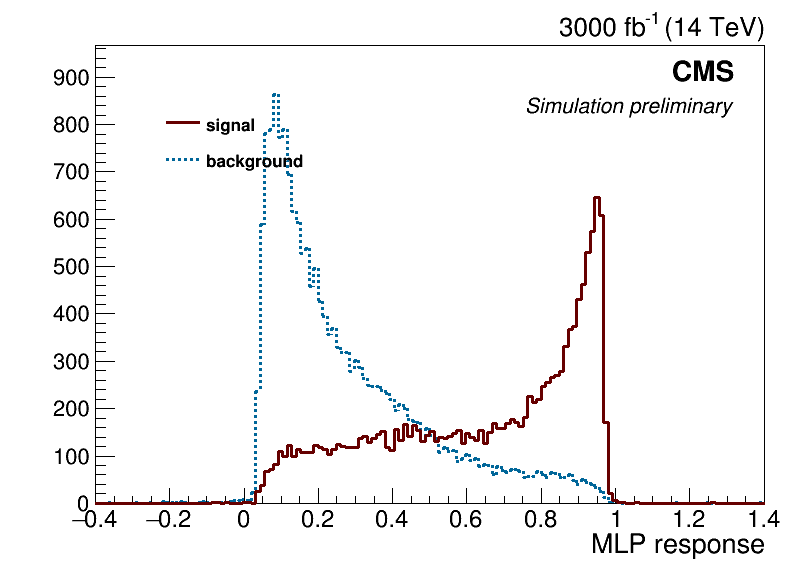 3000 fb⁻¹ (14 TeV)
CMS
Simulation preliminary
signal
background
900
800
700
600
500
400
300
200
100
0
−0.4 −0.2 0 0.2 0.4 0.6 0.8 1 1.2 1.4
MLP response